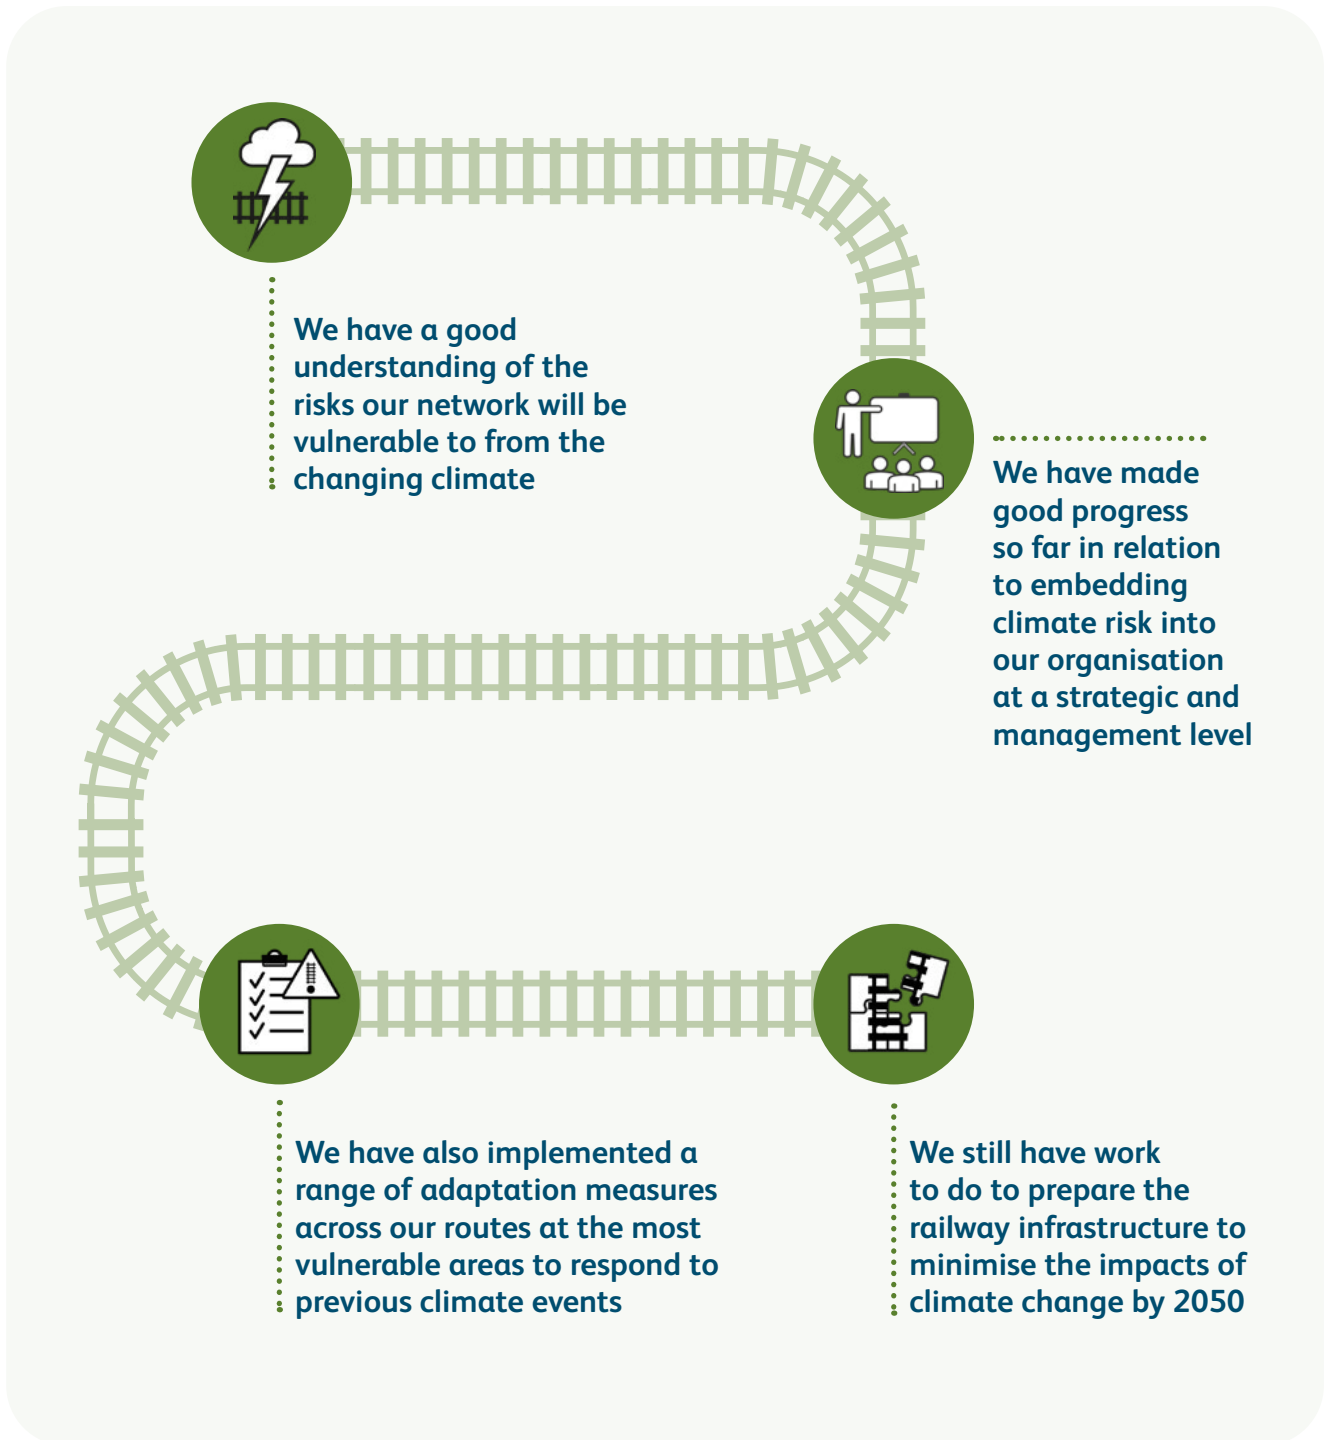 We have a good
understanding of the
risks our network will be
vulnerable to from the
changing climate
We have made
good progress
so far in relation
to embedding
climate risk into
our organisation
at a strategic and
management level
We have also implemented a
range of adaptation measures
across our routes at the most
vulnerable areas to respond to
previous climate events
We still have work
to do to prepare the
railway infrastructure to
minimise the impacts of
climate change by 2050